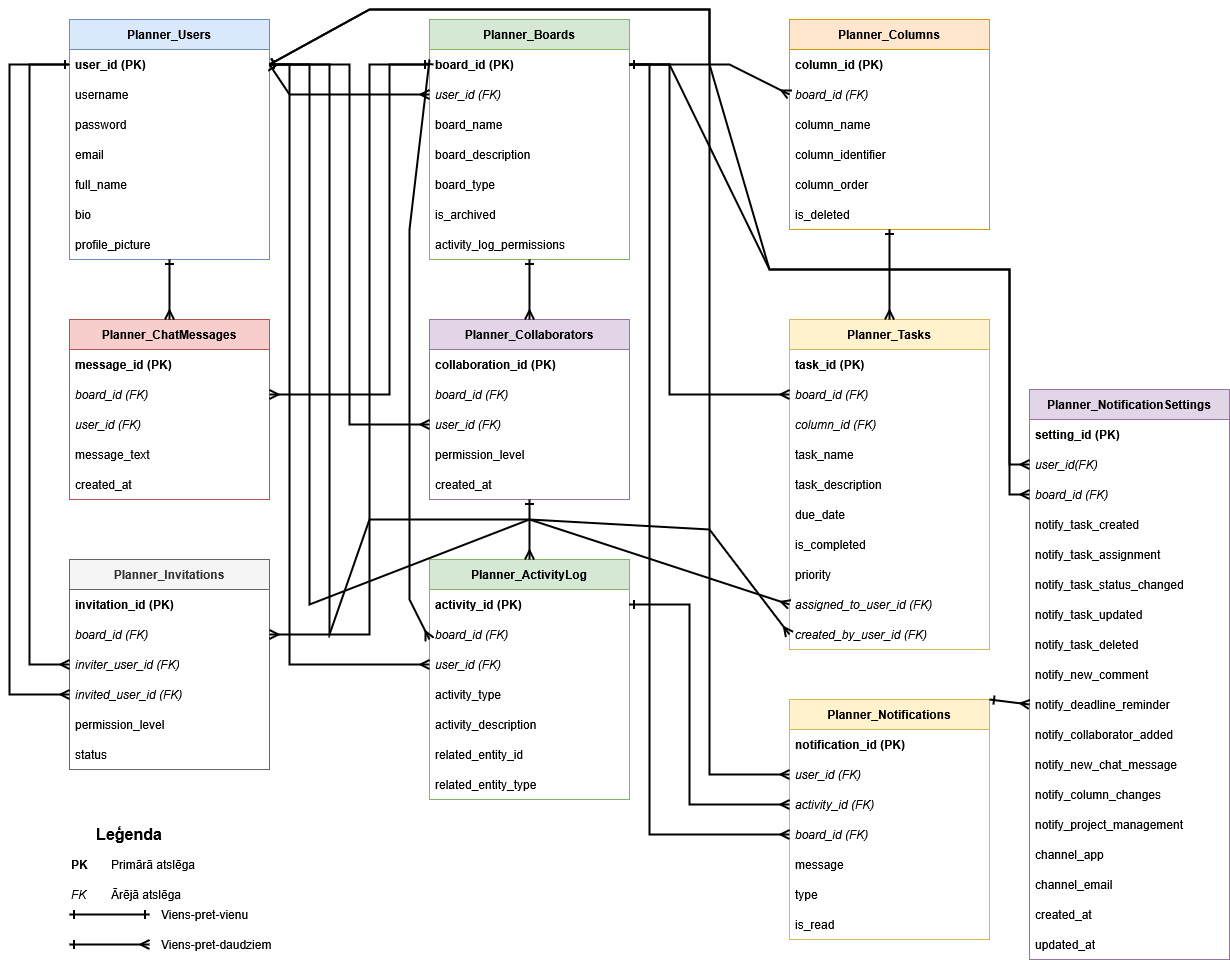 Planner_Users
user_id (PK)
username
password
email
full_name
bio
profile_picture
Planner_Boards
board_id (PK)
user_id (FK)
board_name
board_description
board_type
is_archived
activity_log_permissions
Planner_Columns
column_id (PK)
board_id (FK)
column_name
column_identifier
column_order
is_deleted
Planner_ChatMessages
message_id (PK)
board_id (FK)
user_id (FK)
message_text
created_at
Planner_Collaborators
collaboration_id (PK)
board_id (FK)
user_id (FK)
permission_level
created_at
Planner_Tasks
task_id (PK)
board_id (FK)
column_id (FK)
task_name
task_description
due_date
is_completed
priority
assigned_to_user_id (FK)
created_by_user_id (FK)
Planner_NotificationSettings
setting_id (PK)
user_id(FK)
board_id (FK)
notify_task_created
notify_task_assignment
notify_task_status_changed
notify_task_updated
notify_task_deleted
notify_new_comment
notify_deadline_reminder
notify_collaborator_added
notify_new_chat_message
notify_column_changes
notify_project_management
channel_app
channel_email
created_at
updated_at
Planner_Invitations
invitation_id (PK)
board_id (FK)
inviter_user_id (FK)
invited_user_id (FK)
permission_level
status
Planner_ActivityLog
activity_id (PK)
board_id (FK)
user_id (FK)
activity_type
activity_description
related_entity_id
related_entity_type
Planner_Notifications
notification_id (PK)
user_id (FK)
activity_id (FK)
board_id (FK)
message
type
is_read
Leģenda
PK Primārā atslēga
FK Ārējā atslēga
Viens-pret-vienu
Viens-pret-daudziem